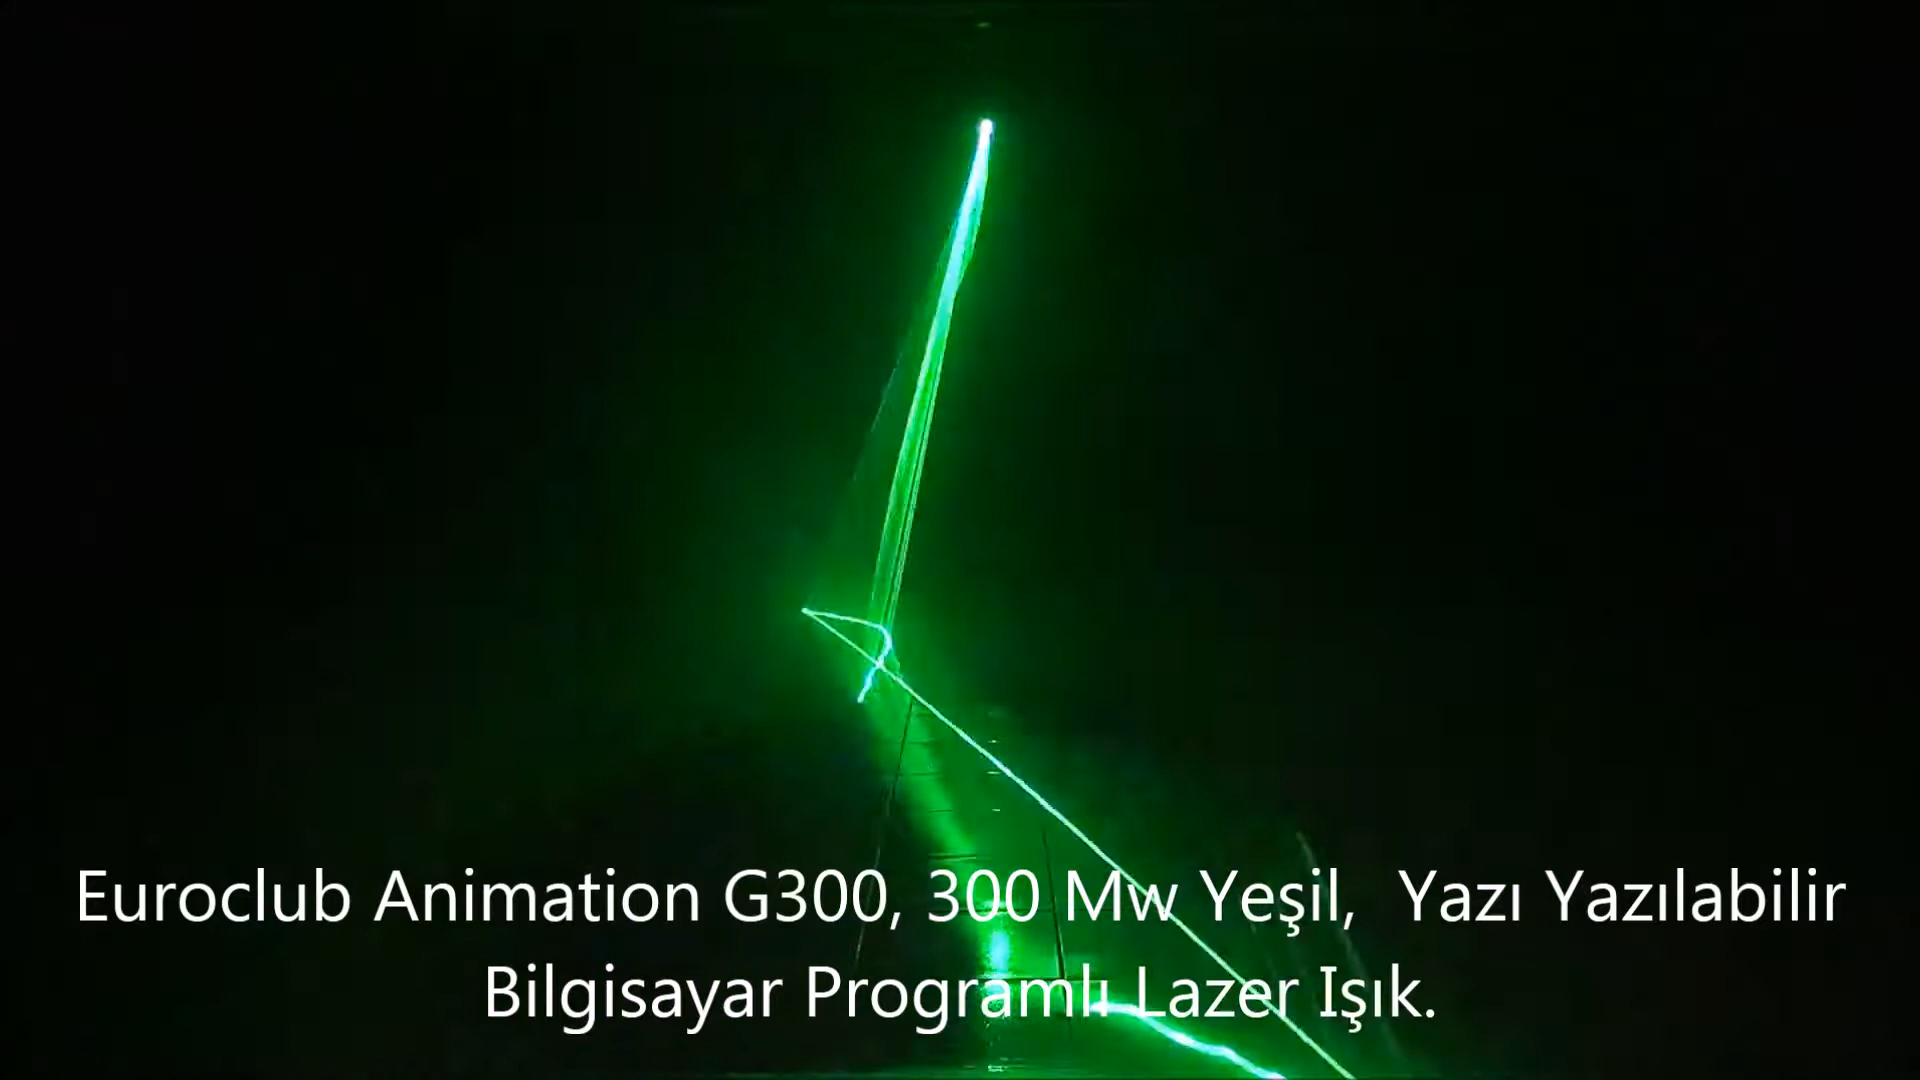 Euroclub Animation G300, 300 Mw Yeşil,  Yazı Yazılabilir
Bilgisayar Programlı Lazer Işık.